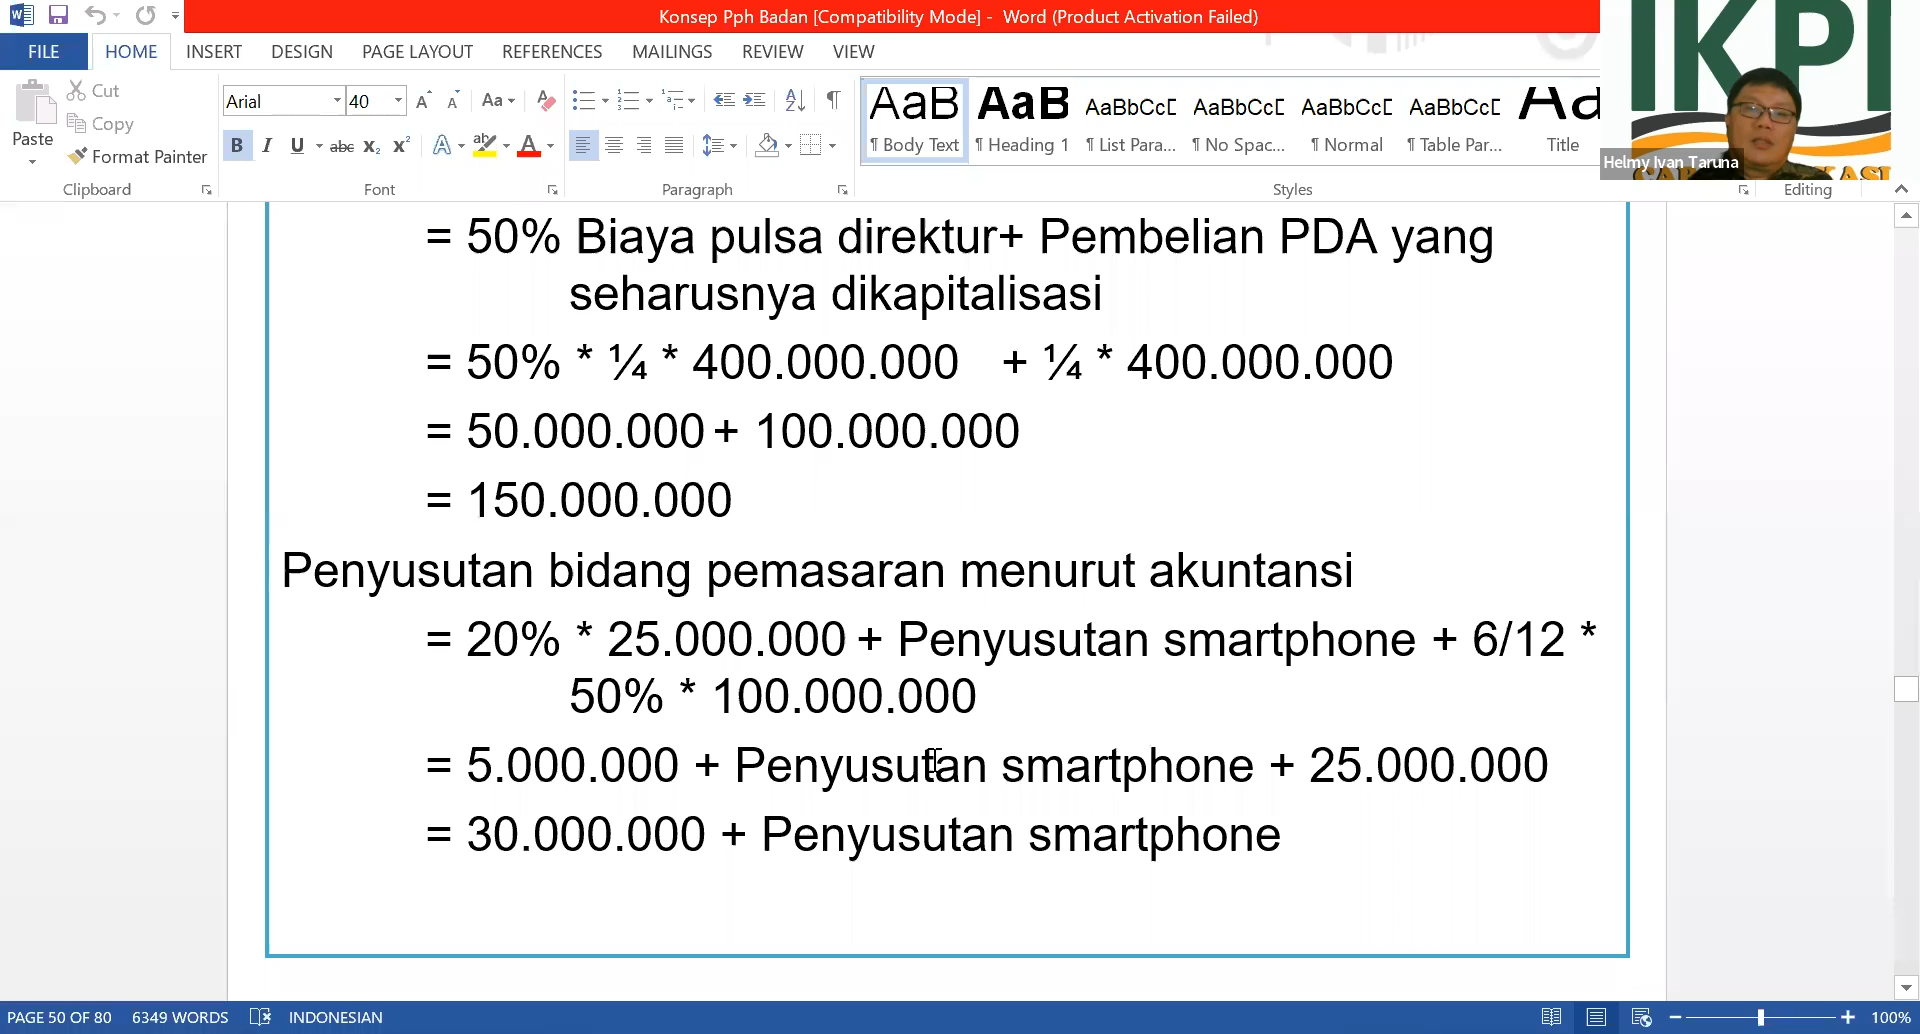 Konsep Pph Badan [Compatibility Mode] - Word (Product Activation Failed)
IKPI
FILE HOME INSERT DESIGN PAGE LAYOUT REFERENCES MAILINGS REVIEW VIEW
Cut
Copy
Format Painter
Paste
Clipboard
Arial 40
Font
Paragraph
AaB AaB AaBbCcD AaBbCcD AaBbCcD AaBbCcD
¶ Body Text ¶ Heading 1 ¶ List Para... ¶ No Spac... ¶ Normal ¶ Table Par... Title
Styles
Editing
Helmy Ivan Taruna
= 50% Biaya pulsa direktur+ Pembelian PDA yang
seharusnya dikapitalisasi
= 50% * ¼ * 400.000.000 + ¼ * 400.000.000
= 50.000.000 + 100.000.000
= 150.000.000
Penyusutan bidang pemasaran menurut akuntansi
= 20% * 25.000.000 + Penyusutan smartphone + 6/12 *
50% * 100.000.000
= 5.000.000 + Penyusutan smartphone + 25.000.000
= 30.000.000 + Penyusutan smartphone
PAGE 50 OF 80 6349 WORDS INDONESIAN
100%